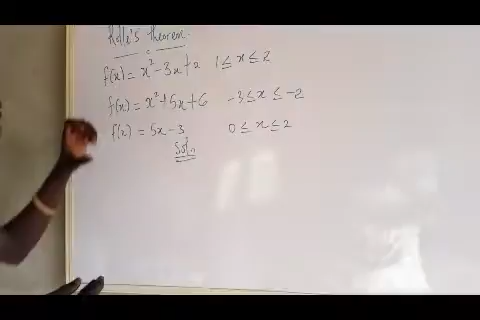 Rolle's theorem
f(x) = x² - 3x + 2 1 ≤ x ≤ 2
f(x) = x² + 5x + 6 -3 ≤ x ≤ -2
f(x) = 5x - 3 0 ≤ x ≤ 2
Soln